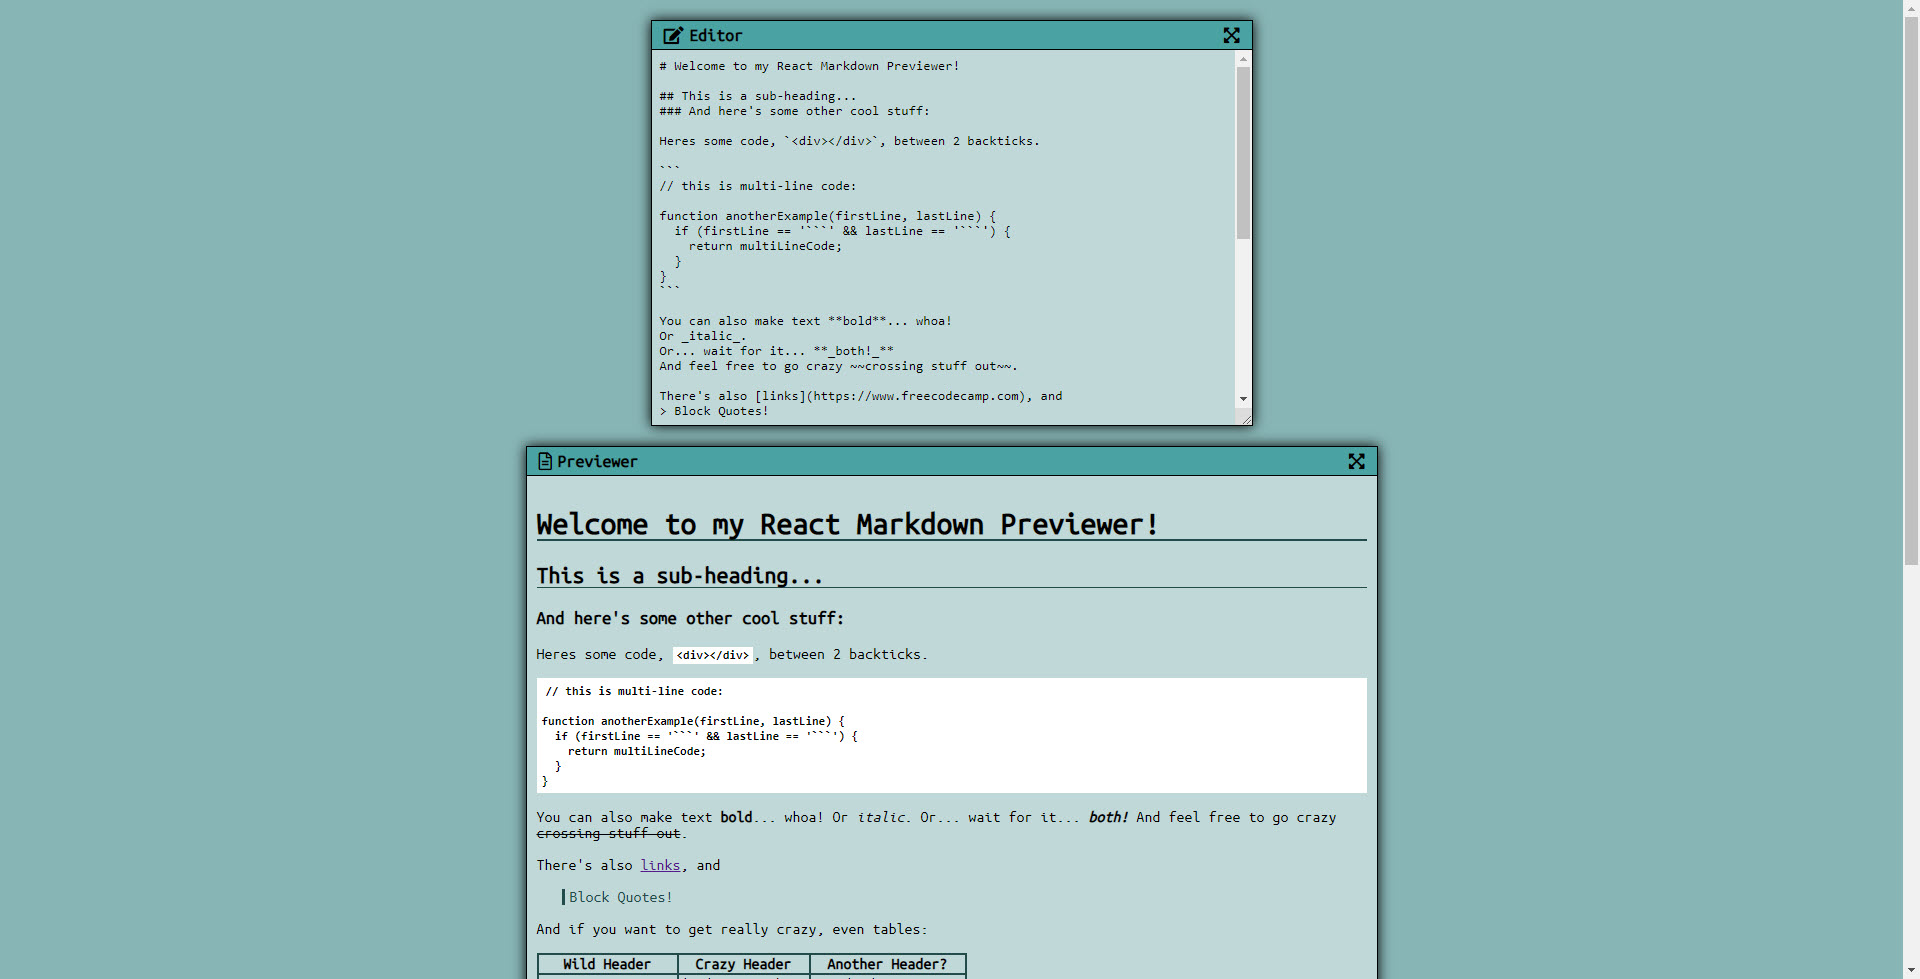 Editor
# Welcome to my React Markdown Previewer!
## This is a sub-heading...
### And here's some other cool stuff:
Heres some code, `<div></div>`, between 2 backticks.
```
// this is multi-line code:
function anotherExample(firstLine, lastLine) {
  if (firstLine == '```' && lastLine == '```') {
    return multiLineCode;
  }
}
```
You can also make text **bold**... whoa!
Or _italic_.
Or... wait for it... **_both!_**
And feel free to go crazy ~~crossing stuff out~~.
There's also [links](https://www.freecodecamp.com), and
> Block Quotes!
Previewer
Welcome to my React Markdown Previewer!
This is a sub-heading...
And here's some other cool stuff:
Heres some code, <div></div>, between 2 backticks.
// this is multi-line code:
function anotherExample(firstLine, lastLine) {
  if (firstLine == '```' && lastLine == '```') {
    return multiLineCode;
  }
}
You can also make text bold... whoa! Or italic. Or... wait for it... both! And feel free to go crazy
crossing stuff out.
There's also links, and
Block Quotes!
And if you want to get really crazy, even tables:
Wild Header Crazy Header Another Header?